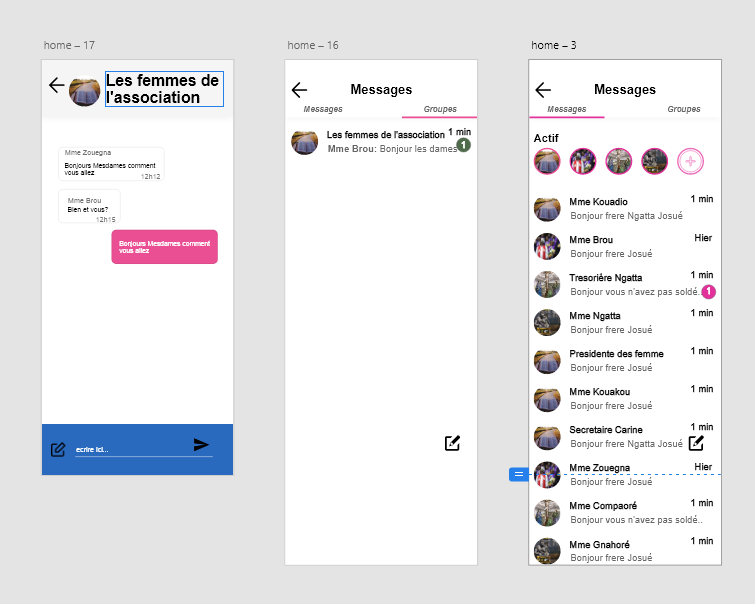 home – 17
Les femmes de
l'association
Mme Zouegna
Bonjours Mesdames comment
vous allez
12h12
Mme Brou
Bien et vous?
12h15
Bonjours Mesdames comment
vous allez
ecrire ici...
home – 16
Messages
Messages
Groupes
Les femmes de l'association
1 min
Mme Brou: Bonjour les dames
1
home – 3
Messages
Messages
Groupes
Actif
Mme Kouadio
1 min
Bonjour frere Ngatta Josué
Mme Brou
Hier
Bonjour frere Josué
Tresorière Ngatta
1 min
Bonjour vous n'avez pas soldé..
1
Mme Ngatta
1 min
Bonjour frere Josué
Presidente des femme
1 min
Bonjour frere Josué
Mme Kouakou
1 min
Bonjour frere Josué
Secretaire Carine
1 min
Bonjour frere Ngatta Josué
Mme Zouegna
Hier
Bonjour frere Josué
Mme Compaoré
1 min
Bonjour vous n'avez pas soldé..
Mme Gnahoré
1 min
Bonjour frere Josué